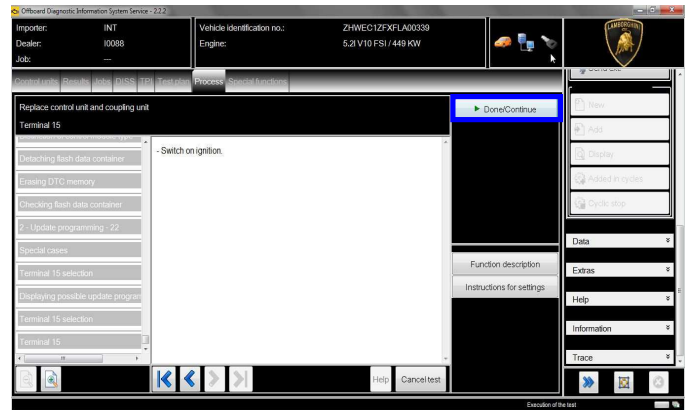 Offboard Diagnostic Information System Service - 2.2.2
Importer: INT
Dealer: I0088
Job: ---
Vehicle identification no.: ZHWEC1ZFXFLA00339
Engine: 5.2l V10 FSI / 449 KW
LAMBORGHINI
Control units Results Jobs DISS TPI Test plan Process Special functions
Replace control unit and coupling unit
Terminal 15
Detaching flash data container
Erasing DTC memory
Checking flash data container
2 - Update programming - 22
Special cases
Terminal 15 selection
Displaying possible update program
Terminal 15 selection
Terminal 15
- Switch on ignition.
Help
Cancel test
Done/Continue
Function description
Instructions for settings
New
Add
Display
Added in cycles
Cyclic stop
Data
Extras
Help
Information
Trace
Execution of the test